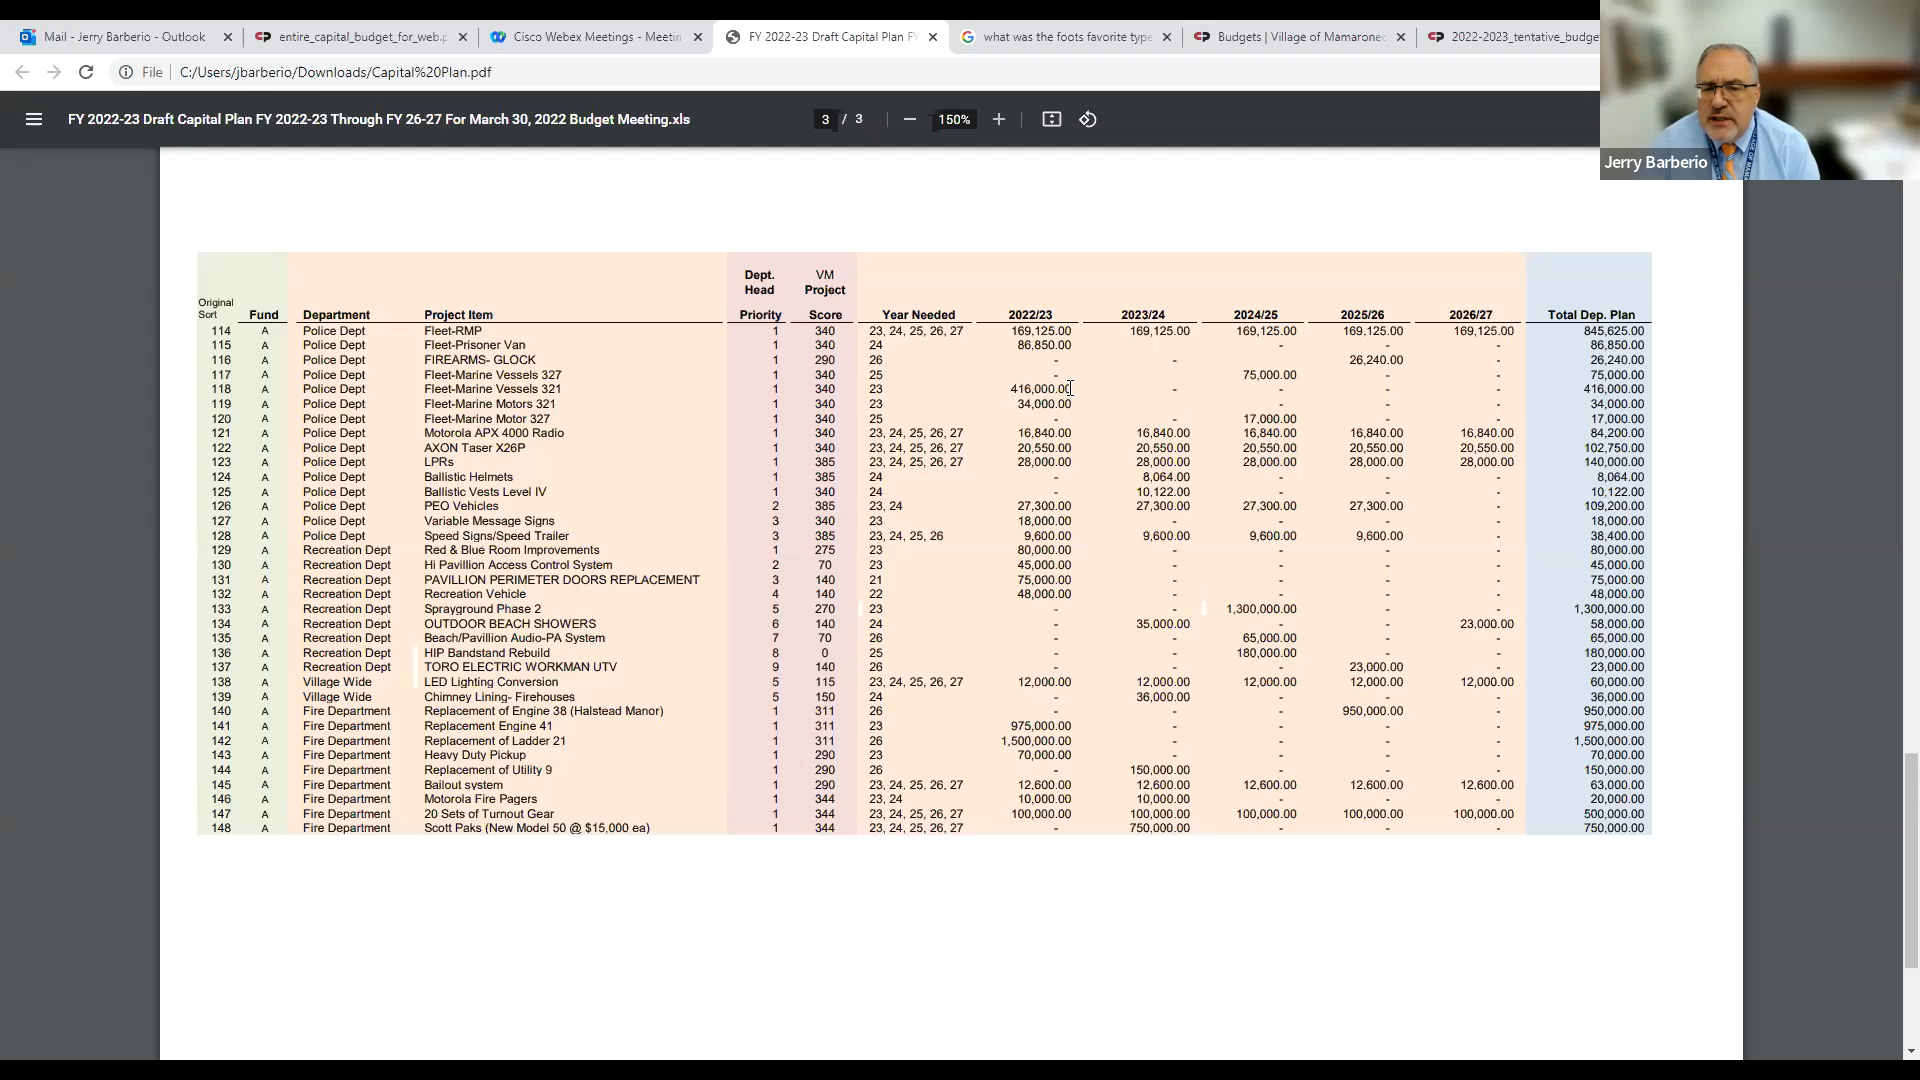 Mail - Jerry Barberio - Outlook
entire_capital_budget_for_web.p
Cisco Webex Meetings - Meetin
FY 2022-23 Draft Capital Plan FY
what was the foots favorite type
Budgets | Village of Mamaronec
2022-2023_tentative_budge
File C:/Users/jbarberio/Downloads/Capital%20Plan.pdf
FY 2022-23 Draft Capital Plan FY 2022-23 Through FY 26-27 For March 30, 2022 Budget Meeting.xls
3 / 3
150%
Jerry Barberio
Original Sort Fund Department Project Item Dept. Head Priority VM Project Score Year Needed 2022/23 2023/24 2024/25 2025/26 2026/27 Total Dep. Plan
114 A Police Dept Fleet-RMP 1 340 23, 24, 25, 26, 27 169,125.00 169,125.00 169,125.00 169,125.00 169,125.00 845,625.00
115 A Police Dept Fleet-Prisoner Van 1 340 24 86,850.00 - - - 86,850.00
116 A Police Dept FIREARMS- GLOCK 1 290 26 - - - 26,240.00 - 26,240.00
117 A Police Dept Fleet-Marine Vessels 327 1 340 25 - 75,000.00 - - 75,000.00
118 A Police Dept Fleet-Marine Vessels 321 1 340 23 416,000.00 - - - - 416,000.00
119 A Police Dept Fleet-Marine Motors 321 1 340 23 34,000.00 - - - 34,000.00
120 A Police Dept Fleet-Marine Motor 327 1 340 25 - - 17,000.00 - - 17,000.00
121 A Police Dept Motorola APX 4000 Radio 1 340 23, 24, 25, 26, 27 16,840.00 16,840.00 16,840.00 16,840.00 16,840.00 84,200.00
122 A Police Dept AXON Taser X26P 1 340 23, 24, 25, 26, 27 20,550.00 20,550.00 20,550.00 20,550.00 20,550.00 102,750.00
123 A Police Dept LPRs 1 385 23, 24, 25, 26, 27 28,000.00 28,000.00 28,000.00 28,000.00 28,000.00 140,000.00
124 A Police Dept Ballistic Helmets 1 385 24 - 8,064.00 - - - 8,064.00
125 A Police Dept Ballistic Vests Level IV 1 340 24 - 10,122.00 - - - 10,122.00
126 A Police Dept PEO Vehicles 2 385 23, 24 27,300.00 27,300.00 27,300.00 27,300.00 - 109,200.00
127 A Police Dept Variable Message Signs 3 340 23 18,000.00 - - - - 18,000.00
128 A Police Dept Speed Signs/Speed Trailer 3 385 23, 24, 25, 26 9,600.00 9,600.00 9,600.00 9,600.00 - 38,400.00
129 A Recreation Dept Red & Blue Room Improvements 1 275 23 80,000.00 - - - - 80,000.00
130 A Recreation Dept Hi Pavillion Access Control System 2 70 23 45,000.00 - - - - 45,000.00
131 A Recreation Dept PAVILLION PERIMETER DOORS REPLACEMENT 3 140 21 75,000.00 - - - - 75,000.00
132 A Recreation Dept Recreation Vehicle 4 140 22 48,000.00 - - - - 48,000.00
133 A Recreation Dept Sprayground Phase 2 5 270 23 - - 1,300,000.00 - - 1,300,000.00
134 A Recreation Dept OUTDOOR BEACH SHOWERS 6 140 24 - 35,000.00 - - 23,000.00 58,000.00
135 A Recreation Dept Beach/Pavillion Audio-PA System 7 70 26 - - 65,000.00 - - 65,000.00
136 A Recreation Dept HIP Bandstand Rebuild 8 0 25 - - 180,000.00 - - 180,000.00
137 A Recreation Dept TORO ELECTRIC WORKMAN UTV 9 140 26 - - - 23,000.00 - 23,000.00
138 A Village Wide LED Lighting Conversion 5 115 23, 24, 25, 26, 27 12,000.00 12,000.00 12,000.00 12,000.00 12,000.00 60,000.00
139 A Village Wide Chimney Lining- Firehouses 5 150 24 - 36,000.00 - - - 36,000.00
140 A Fire Department Replacement of Engine 38 (Halstead Manor) 1 311 26 - - - 950,000.00 - 950,000.00
141 A Fire Department Replacement Engine 41 1 311 23 975,000.00 - - - - 975,000.00
142 A Fire Department Replacement of Ladder 21 1 311 26 1,500,000.00 - - - - 1,500,000.00
143 A Fire Department Heavy Duty Pickup 1 290 23 70,000.00 - - - - 70,000.00
144 A Fire Department Replacement of Utility 9 1 290 26 - 150,000.00 - - - 150,000.00
145 A Fire Department Bailout system 1 290 23, 24, 25, 26, 27 12,600.00 12,600.00 12,600.00 12,600.00 12,600.00 63,000.00
146 A Fire Department Motorola Fire Pagers 1 344 23, 24 10,000.00 10,000.00 - - - 20,000.00
147 A Fire Department 20 Sets of Turnout Gear 1 344 23, 24, 25, 26, 27 100,000.00 100,000.00 100,000.00 100,000.00 100,000.00 500,000.00
148 A Fire Department Scott Paks (New Model 50 @ $15,000 ea) 1 344 23, 24, 25, 26, 27 - 750,000.00 - - - 750,000.00